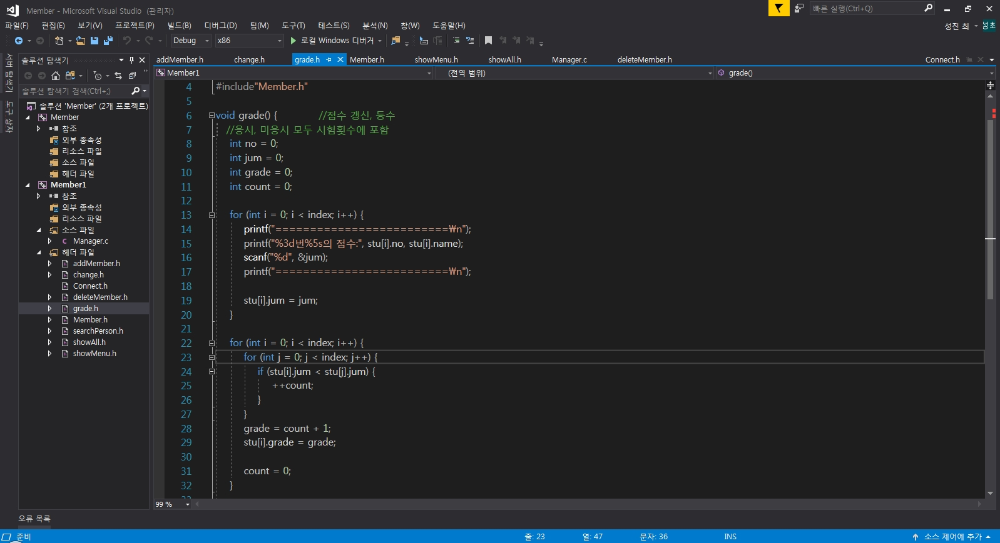 Member - Microsoft Visual Studio (관리자)
빠른 실행(Ctrl+Q)
파일(F) 편집(E) 보기(V) 프로젝트(P) 빌드(B) 디버그(D) 팀(M) 도구(T) 테스트(S) 분석(N) 창(W) 도움말(H)
성진 최 성최
Debug x86 로컬 Windows 디버거
서버 탐색기
도구 상자
솔루션 탐색기
솔루션 탐색기 검색(Ctrl+;)
솔루션 'Member' (2개 프로젝트)
Member
참조
외부 종속성
리소스 파일
소스 파일
헤더 파일
Member1
참조
외부 종속성
리소스 파일
소스 파일
Manager.c
헤더 파일
addMember.h
change.h
Connect.h
deleteMember.h
grade.h
Member.h
searchPerson.h
showAll.h
showMenu.h
addMember.h change.h grade.h Member.h showMenu.h showAll.h Manager.c deleteMember.h Connect.h
Member1 (전역 범위) grade()
4 #include"Member.h"
5
6 void grade() { //점수 갱신, 등수
7 //응시, 미응시 모두 시험횟수에 포함
8 int no = 0;
9 int jum = 0;
10 int grade = 0;
11 int count = 0;
12
13 for (int i = 0; i < index; i++) {
14 printf("=========================₩n");
15 printf("%3d번%5s의 점수:", stu[i].no, stu[i].name);
16 scanf("%d", &jum);
17 printf("=========================₩n");
18
19 stu[i].jum = jum;
20 }
21
22 for (int i = 0; i < index; i++) {
23 for (int j = 0; j < index; j++) {
24 if (stu[i].jum < stu[j].jum) {
25 ++count;
26 }
27 }
28 grade = count + 1;
29 stu[i].grade = grade;
30
31 count = 0;
32 }
99 %
오류 목록
준비 줄: 23 열: 47 문자: 36 INS 소스 제어에 추가